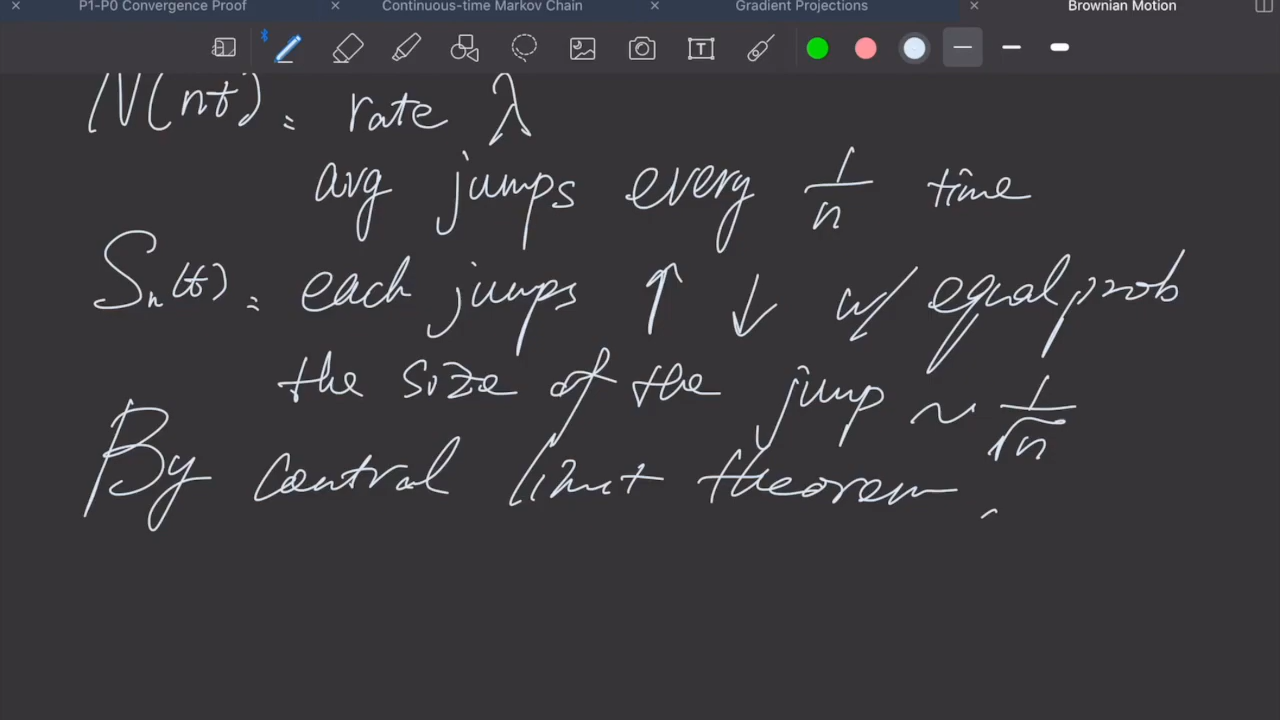 P1-P0 Convergence Proof
Continuous-time Markov Chain
Gradient Projections
Brownian Motion
N(nt): rate λ
avg jumps every 1/n time
Sₙ(t): each jumps ↑ ↓ w/ equal prob
the size of the jump ~ 1/√n
By central limit theorem,